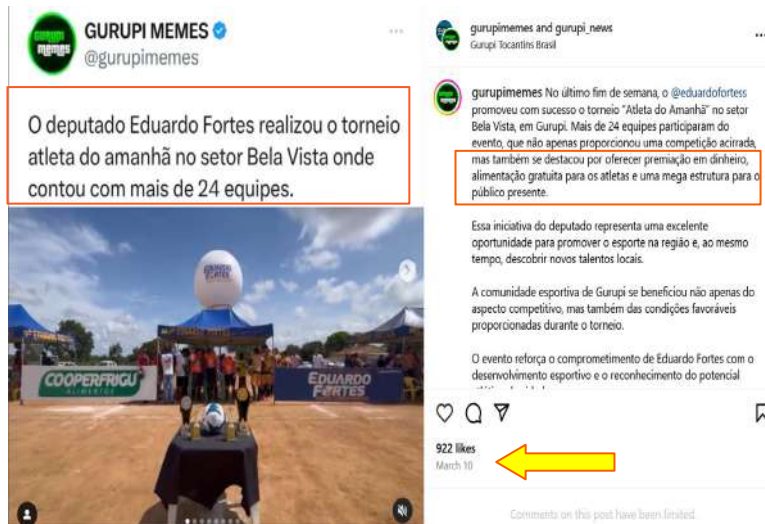 GURUPI MEMES
@gurupimemes
O deputado Eduardo Fortes realizou o torneio
atleta do amanhã no setor Bela Vista onde
contou com mais de 24 equipes.
COOPERFRIGU
ALIMENTOS
EDUARDO
FORTES
gurupimemes and gurupi_news
Gurupi Tocantins Brasil
gurupimemes No último fim de semana, o @eduardofortess
promoveu com sucesso o torneio "Atleta do Amanhã" no setor
Bela Vista, em Gurupi. Mais de 24 equipes participaram do
evento, que não apenas proporcionou uma competição acirrada,
mas também se destacou por oferecer premiação em dinheiro,
alimentação gratuita para os atletas e uma mega estrutura para o
público presente.
Essa iniciativa do deputado representa uma excelente
oportunidade para promover o esporte na região e, ao mesmo
tempo, descobrir novos talentos locais.
A comunidade esportiva de Gurupi se beneficiou não apenas do
aspecto competitivo, mas também das condições favoráveis
proporcionadas durante o torneio.
O evento reforça o comprometimento de Eduardo Fortes com o
desenvolvimento esportivo e o reconhecimento do potencial
922 likes
March 10
Comments on this post have been limited.